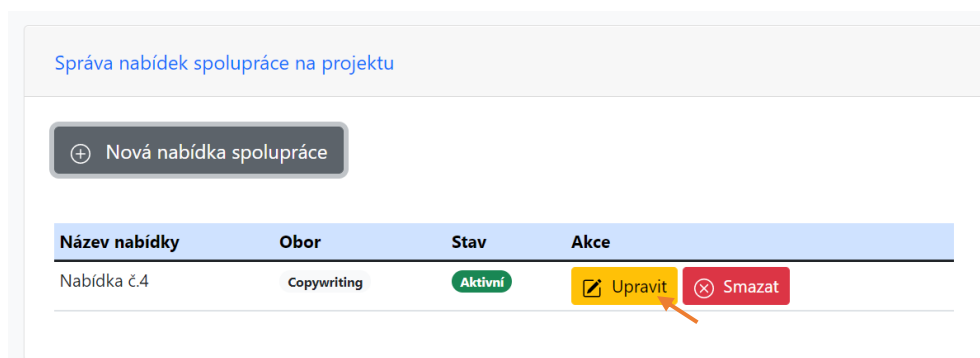 Správa nabídek spolupráce na projektu
Nová nabídka spolupráce
Název nabídky Obor Stav Akce
Nabídka č.4 Copywriting Aktivní Upravit Smazat